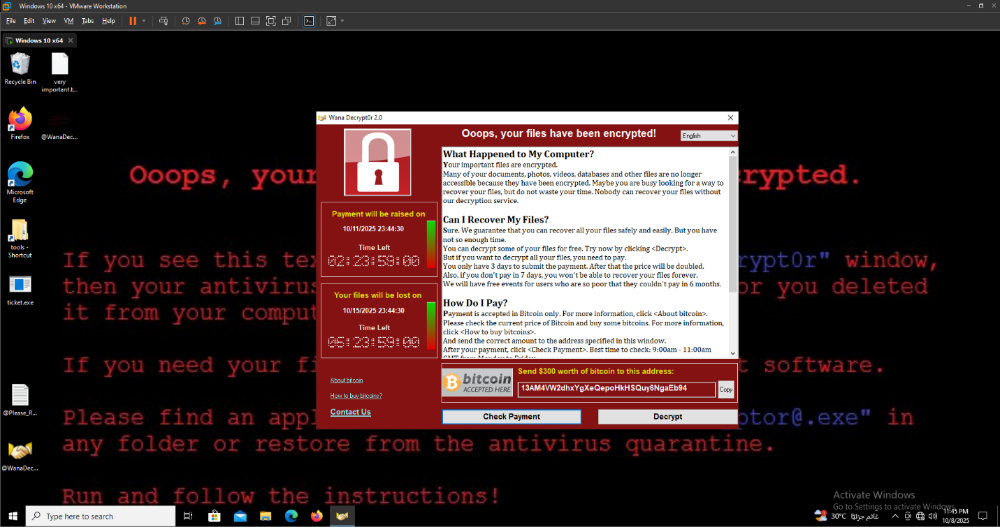 Windows 10 x64 - VMware Workstation
File Edit View VM Tabs Help
Windows 10 x64
Recycle Bin
very important.t...
Firefox
@WanaDec...
Microsoft Edge
tools - Shortcut
ticket.exe
@Please_R...
@WanaDec...
Ooops, your
crypted.
If you see this te
crypt0r" window,
then your antivirus
or you deleted
it from your comput
If you need your fi
t software.
Please find an appl
ptor@.exe" in
any folder or restore from the antivirus quarantine.
Run and follow the instructions!
Wana Decrypt0r 2.0
Ooops, your files have been encrypted!
English
Payment will be raised on
10/11/2025 23:44:30
Time Left
02:23:59:00
Your files will be lost on
10/15/2025 23:44:30
Time Left
06:23:59:00
About bitcoin
How to buy bitcoins?
Contact Us
What Happened to My Computer?
Your important files are encrypted.
Many of your documents, photos, videos, databases and other files are no longer
accessible because they have been encrypted. Maybe you are busy looking for a way to
recover your files, but do not waste your time. Nobody can recover your files without
our decryption service.
Can I Recover My Files?
Sure. We guarantee that you can recover all your files safely and easily. But you have
not so enough time.
You can decrypt some of your files for free. Try now by clicking <Decrypt>.
But if you want to decrypt all your files, you need to pay.
You only have 3 days to submit the payment. After that the price will be doubled.
Also, if you don't pay in 7 days, you won't be able to recover your files forever.
We will have free events for users who are so poor that they couldn't pay in 6 months.
How Do I Pay?
Payment is accepted in Bitcoin only. For more information, click <About bitcoin>.
Please check the current price of Bitcoin and buy some bitcoins. For more information,
click <How to buy bitcoins>.
And send the correct amount to the address specified in this window.
After your payment, click <Check Payment>. Best time to check: 9:00am - 11:00am
GMT from Monday to Friday
bitcoin
ACCEPTED HERE
Send $300 worth of bitcoin to this address:
13AM4VW2dhxYgXeQepoHkHSQuy6NgaEb94
Copy
Check Payment
Decrypt
Activate Windows
Go to Settings to activate Windows.
Type here to search
1
30°C غائم جزئيًا
11:45 PM
10/8/2025